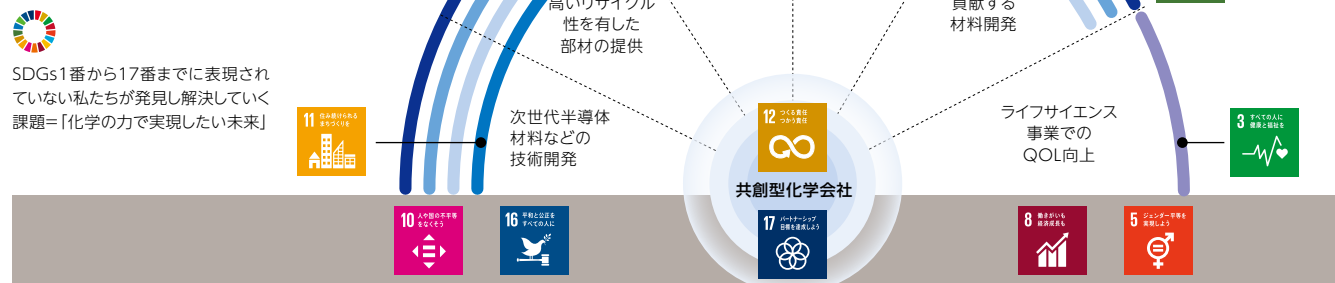 高いリサイクル
性を有した
部材の提供
貢献する
材料開発
SDGs1番から17番までに表現され
ていない私たちが発見し解決していく
課題=「化学の力で実現したい未来」
11 住み続けられる
まちづくりを
次世代半導体
材料などの
技術開発
12 つくる責任
つかう責任
ライフサイエンス
事業での
QOL向上
3 すべての人に
健康と福祉を
共創型化学会社
10 人や国の不平等
をなくそう
16 平和と公正を
すべての人に
17 パートナーシップで
目標を達成しよう
8 働きがいも
経済成長も
5 ジェンダー平等を
実現しよう